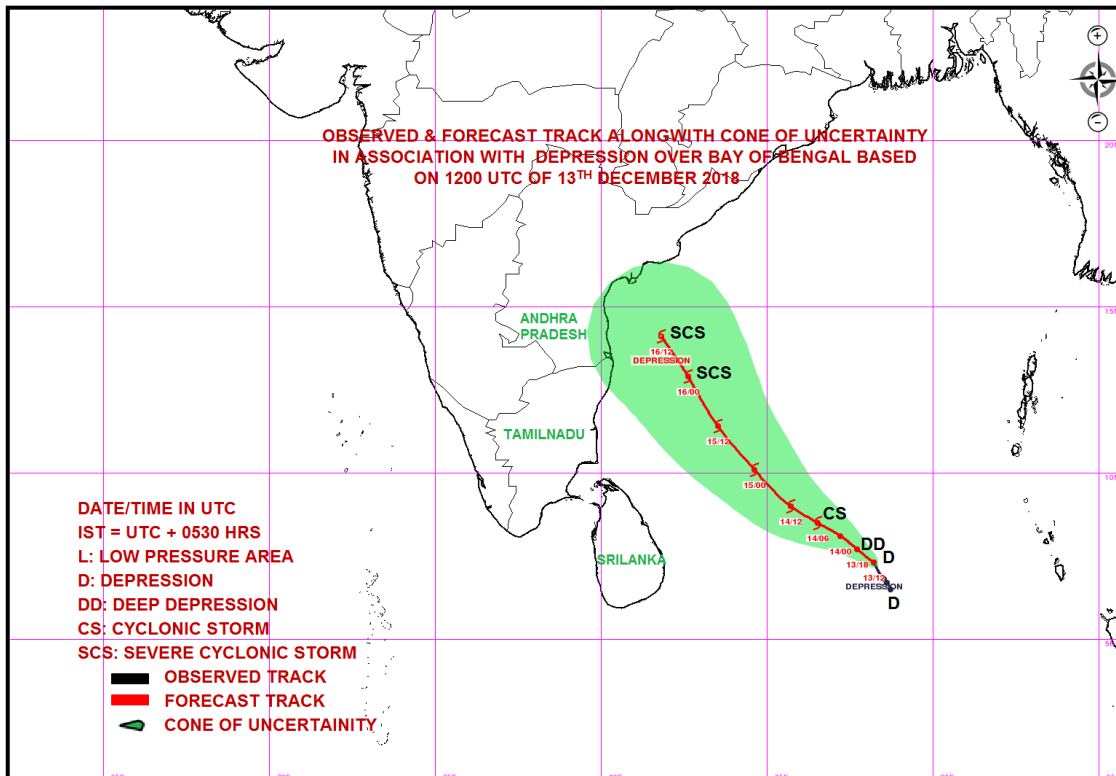 OBSERVED & FORECAST TRACK ALONGWITH CONE OF UNCERTAINTY
IN ASSOCIATION WITH DEPRESSION OVER BAY OF BENGAL BASED
ON 1200 UTC OF 13TH DECEMBER 2018
20N
15N
ANDHRA
PRADESH
SCS
16/12
DEPRESSION
SCS
16/00
TAMILNADU
15/12
10N
15/00
14/12
CS
14/06
14/00
DD
13/18
D
13/12
DEPRESSION
D
SRILANKA
DATE/TIME IN UTC
IST = UTC + 0530 HRS
L: LOW PRESSURE AREA
D: DEPRESSION
DD: DEEP DEPRESSION
CS: CYCLONIC STORM
SCS: SEVERE CYCLONIC STORM
OBSERVED TRACK
FORECAST TRACK
CONE OF UNCERTAINITY